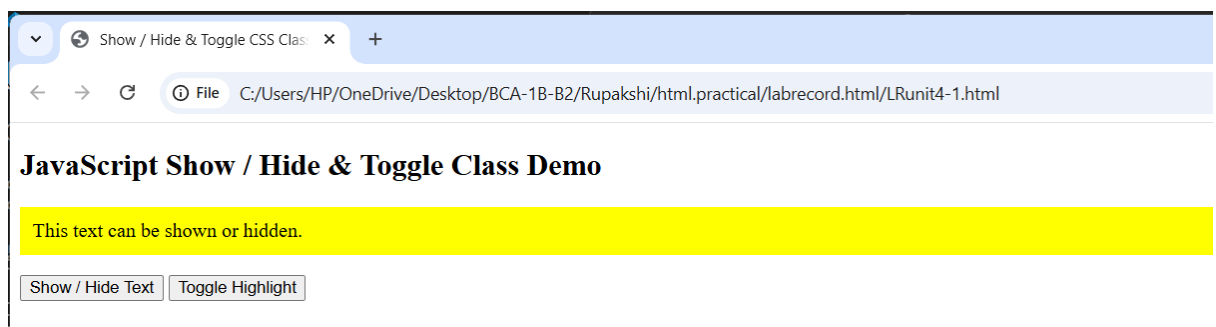 Show / Hide & Toggle CSS Clas
File C:/Users/HP/OneDrive/Desktop/BCA-1B-B2/Rupakshi/html.practical/labrecord.html/LRunit4-1.html
JavaScript Show / Hide & Toggle Class Demo
This text can be shown or hidden.
Show / Hide Text Toggle Highlight